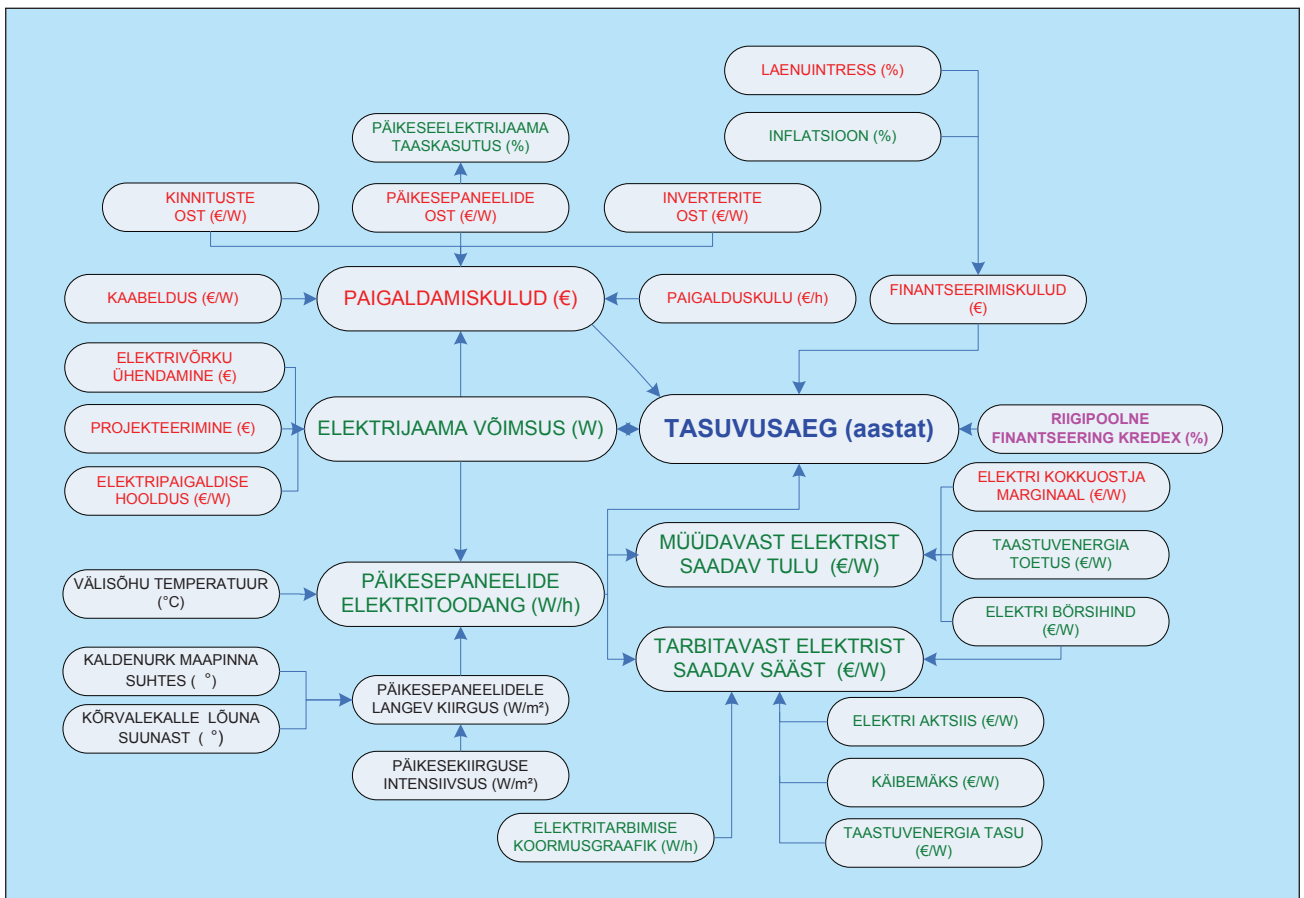 LAENUINTRESS (%)
INFLATSIOON (%)
PÄIKESEELEKTRIJAAMA
TAASKASUTUS (%)
KINNITUSTE
OST (€/W)
PÄIKESEPANEELIDE
OST (€/W)
INVERTERITE
OST (€/W)
KAABELDUS (€/W)
PAIGALDAMISKULUD (€)
PAIGALDUSKULU (€/h)
FINANTSEERIMISKULUD
(€)
ELEKTRIVÕRKU
ÜHENDAMINE (€)
PROJEKTEERIMINE (€)
ELEKTRIPAIGALDISE
HOOLDUS (€/W)
ELEKTRIJAAMA VÕIMSUS (W)
TASUVUSAEG (aastat)
RIIGIPOOLNE
FINANTSEERING KREDEX (%)
ELEKTRI KOKKUOSTJA
MARGINAAL (€/W)
MÜÜDAVAST ELEKTRIST
SAADAV TULU (€/W)
TAASTUVENERGIA
TOETUS (€/W)
VÄLISÕHU TEMPERATUUR
(°C)
PÄIKESEPANEELIDE
ELEKTRITOODANG (W/h)
ELEKTRI BÖRSIHIND
(€/W)
TARBITAVAST ELEKTRIST
SAADAV SÄÄST (€/W)
KALDENURK MAAPINNA
SUHTES ( °)
KÕRVALEKALLE LÕUNA
SUUNAST ( °)
PÄIKESEPANEELIDELE
LANGEV KIIRGUS (W/m²)
PÄIKESEKIIRGUSE
INTENSIIVSUS (W/m²)
ELEKTRI AKTSIIS (€/W)
KÄIBEMÄKS (€/W)
ELEKTRITARBIMISE
KOORMUSGRAAFIK (W/h)
TAASTUVENERGIA TASU
(€/W)